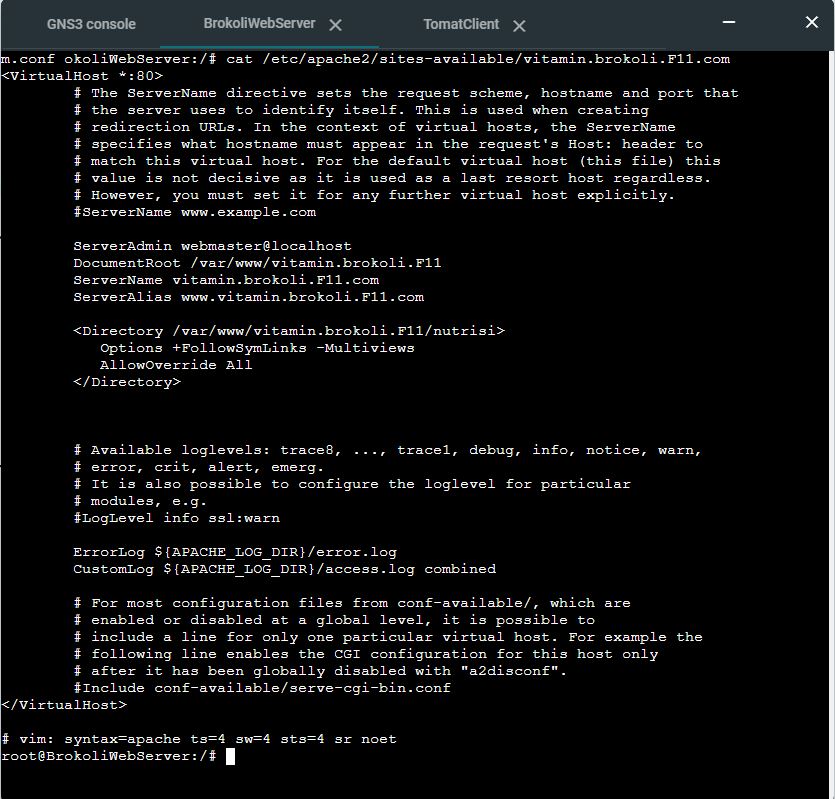 GNS3 console BrokoliWebServer TomatClient
m.conf okoliWebServer:/# cat /etc/apache2/sites-available/vitamin.brokoli.F11.com
<VirtualHost *:80>
# The ServerName directive sets the request scheme, hostname and port that
# the server uses to identify itself. This is used when creating
# redirection URLs. In the context of virtual hosts, the ServerName
# specifies what hostname must appear in the request's Host: header to
# match this virtual host. For the default virtual host (this file) this
# value is not decisive as it is used as a last resort host regardless.
# However, you must set it for any further virtual host explicitly.
#ServerName www.example.com
ServerAdmin webmaster@localhost
DocumentRoot /var/www/vitamin.brokoli.F11
ServerName vitamin.brokoli.F11.com
ServerAlias www.vitamin.brokoli.F11.com
<Directory /var/www/vitamin.brokoli.F11/nutrisi>
Options +FollowSymLinks -Multiviews
AllowOverride All
</Directory>
# Available loglevels: trace8, ..., trace1, debug, info, notice, warn,
# error, crit, alert, emerg.
# It is also possible to configure the loglevel for particular
# modules, e.g.
#LogLevel info ssl:warn
ErrorLog ${APACHE_LOG_DIR}/error.log
CustomLog ${APACHE_LOG_DIR}/access.log combined
# For most configuration files from conf-available/, which are
# enabled or disabled at a global level, it is possible to
# include a line for only one particular virtual host. For example the
# following line enables the CGI configuration for this host only
# after it has been globally disabled with "a2disconf".
#Include conf-available/serve-cgi-bin.conf
</VirtualHost>
# vim: syntax=apache ts=4 sw=4 sts=4 sr noet
root@BrokoliWebServer:/#